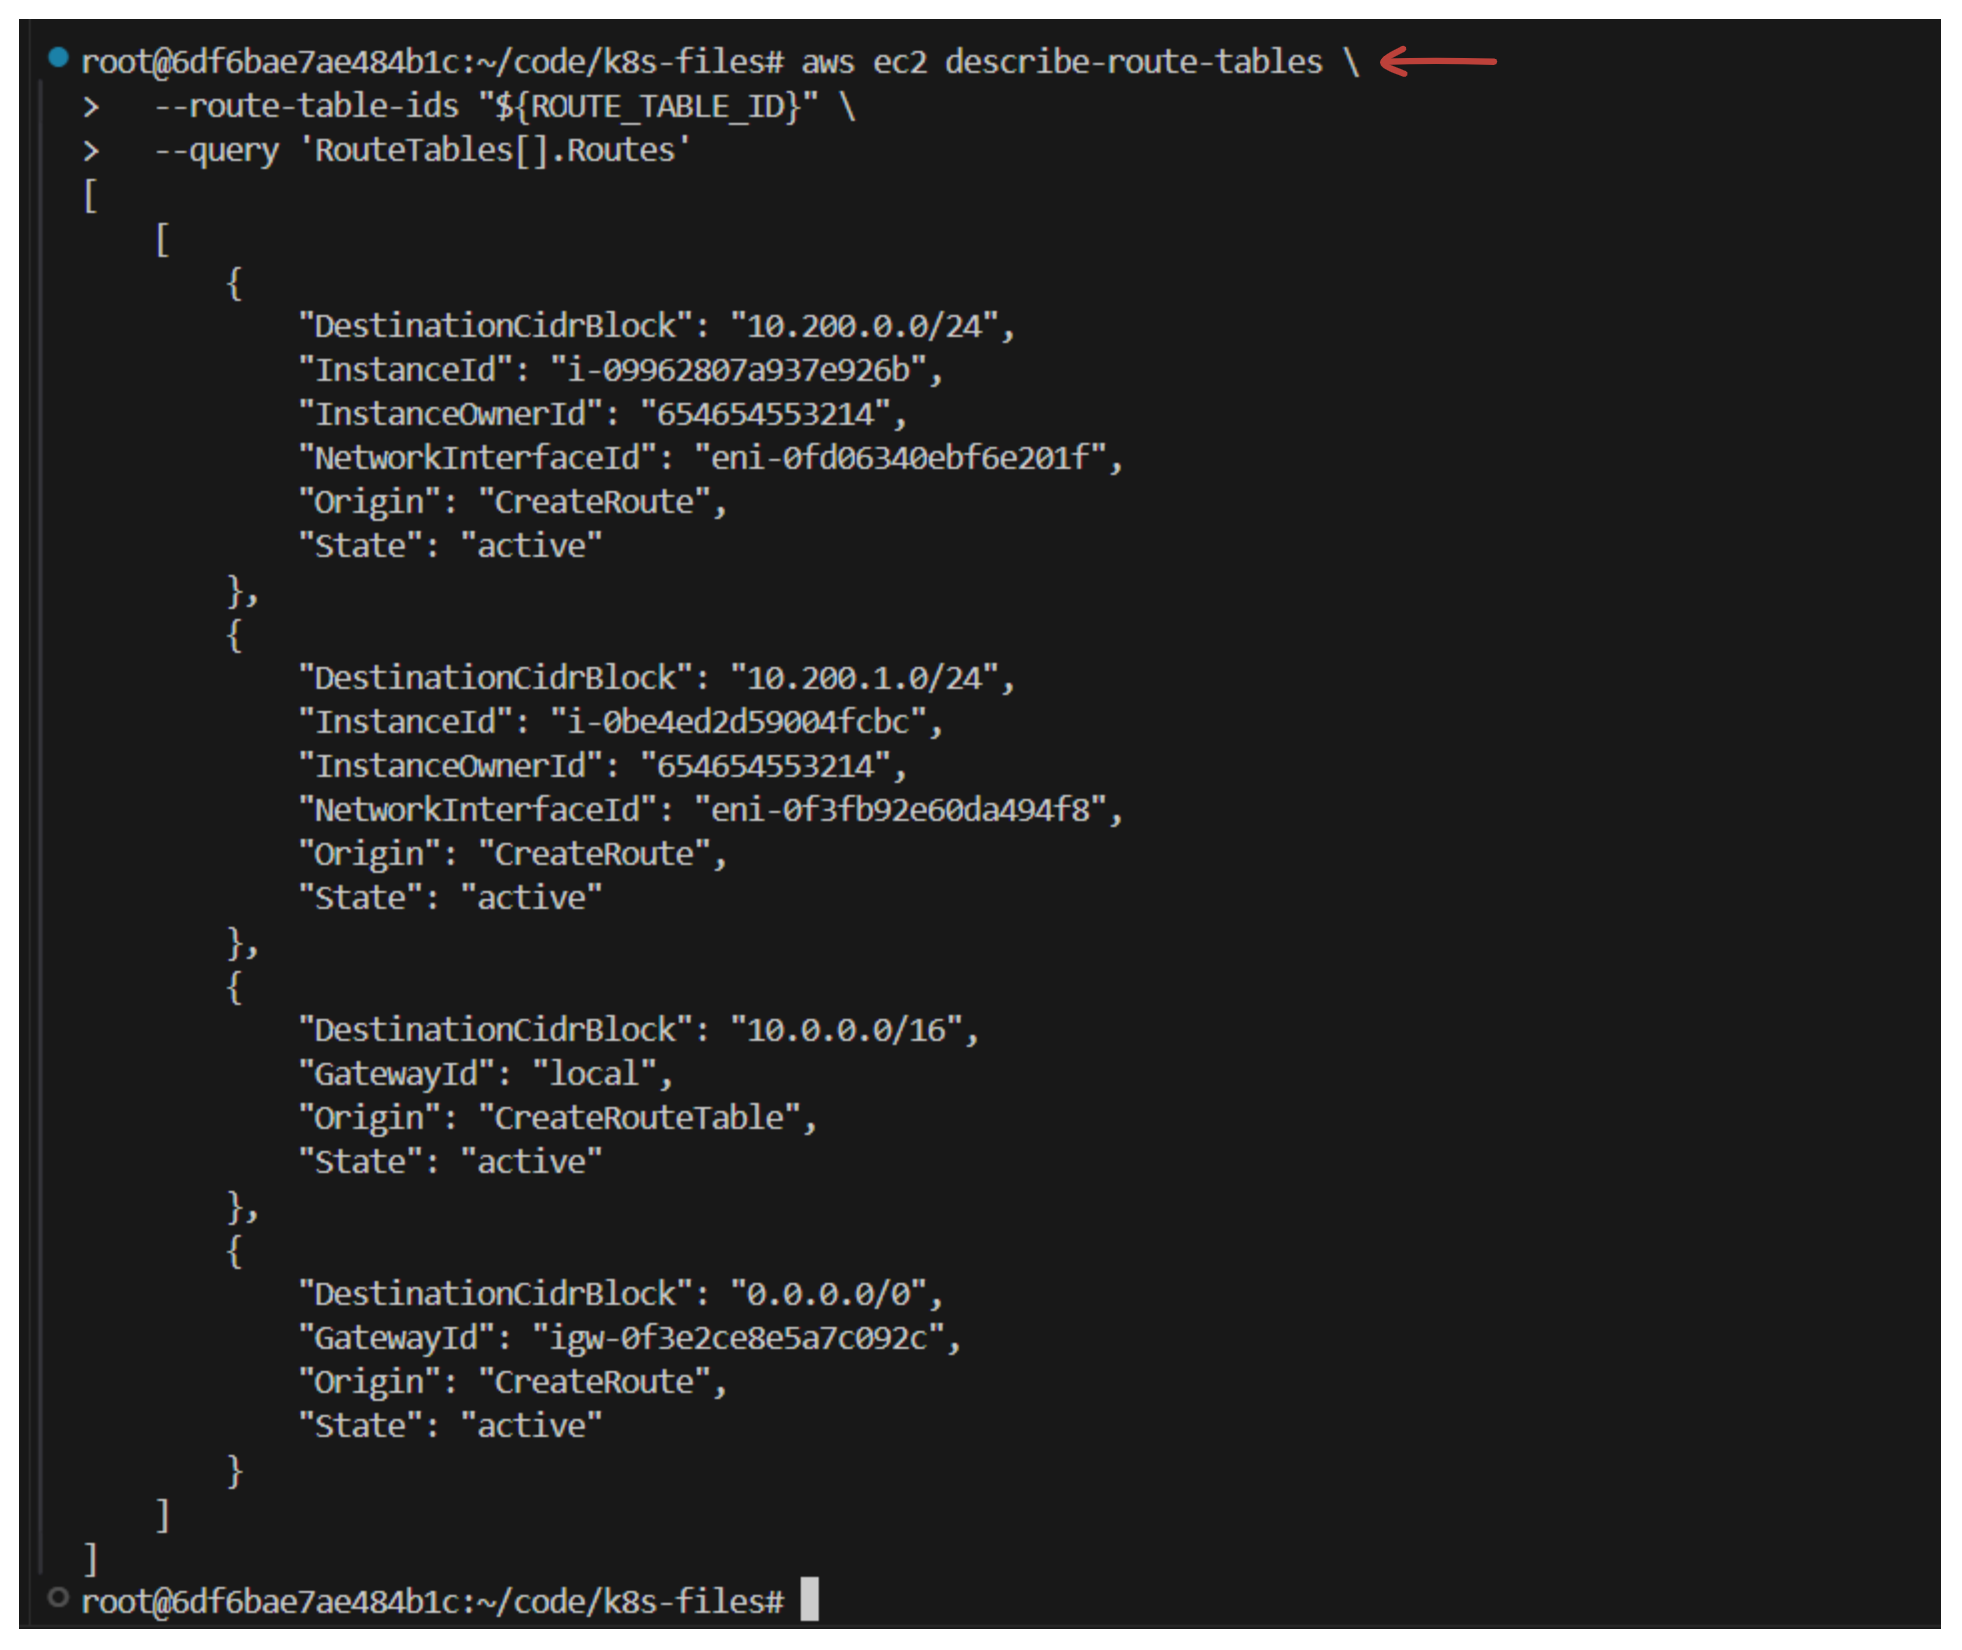 root@6df6bae7ae484b1c:~/code/k8s-files# aws ec2 describe-route-tables \
>   --route-table-ids "${ROUTE_TABLE_ID}" \
>   --query 'RouteTables[].Routes'
[
    [
        {
            "DestinationCidrBlock": "10.200.0.0/24",
            "InstanceId": "i-09962807a937e926b",
            "InstanceOwnerId": "654654553214",
            "NetworkInterfaceId": "eni-0fd06340ebf6e201f",
            "Origin": "CreateRoute",
            "State": "active"
        },
        {
            "DestinationCidrBlock": "10.200.1.0/24",
            "InstanceId": "i-0be4ed2d59004fcbc",
            "InstanceOwnerId": "654654553214",
            "NetworkInterfaceId": "eni-0f3fb92e60da494f8",
            "Origin": "CreateRoute",
            "State": "active"
        },
        {
            "DestinationCidrBlock": "10.0.0.0/16",
            "GatewayId": "local",
            "Origin": "CreateRouteTable",
            "State": "active"
        },
        {
            "DestinationCidrBlock": "0.0.0.0/0",
            "GatewayId": "igw-0f3e2ce8e5a7c092c",
            "Origin": "CreateRoute",
            "State": "active"
        }
    ]
]
root@6df6bae7ae484b1c:~/code/k8s-files#